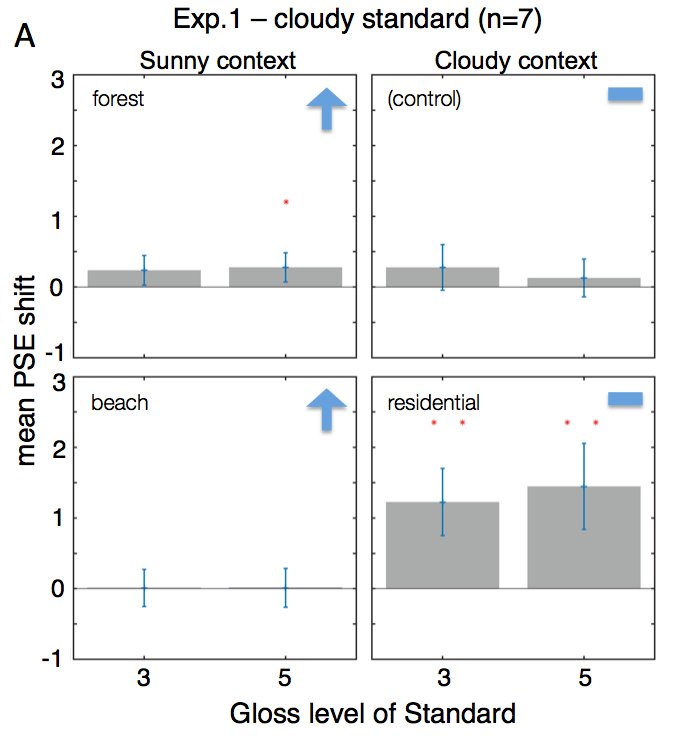 A
Exp.1 – cloudy standard (n=7)
Sunny context
Cloudy context
mean PSE shift
3
2
1
0
-1
forest
*
(control)
3
2
1
0
-1
beach
residential
* *
* *
3
5
3
5
Gloss level of Standard